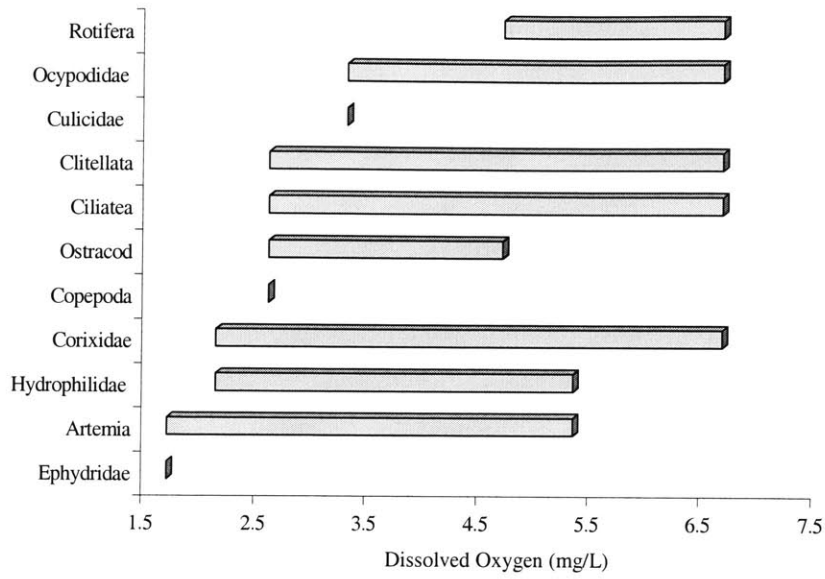 Rotifera
Ocypodidae
Culicidae
Clitellata
Ciliatea
Ostracod
Copepoda
Corixidae
Hydrophilidae
Artemia
Ephydridae
1.5 2.5 3.5 4.5 5.5 6.5 7.5
Dissolved Oxygen (mg/L)